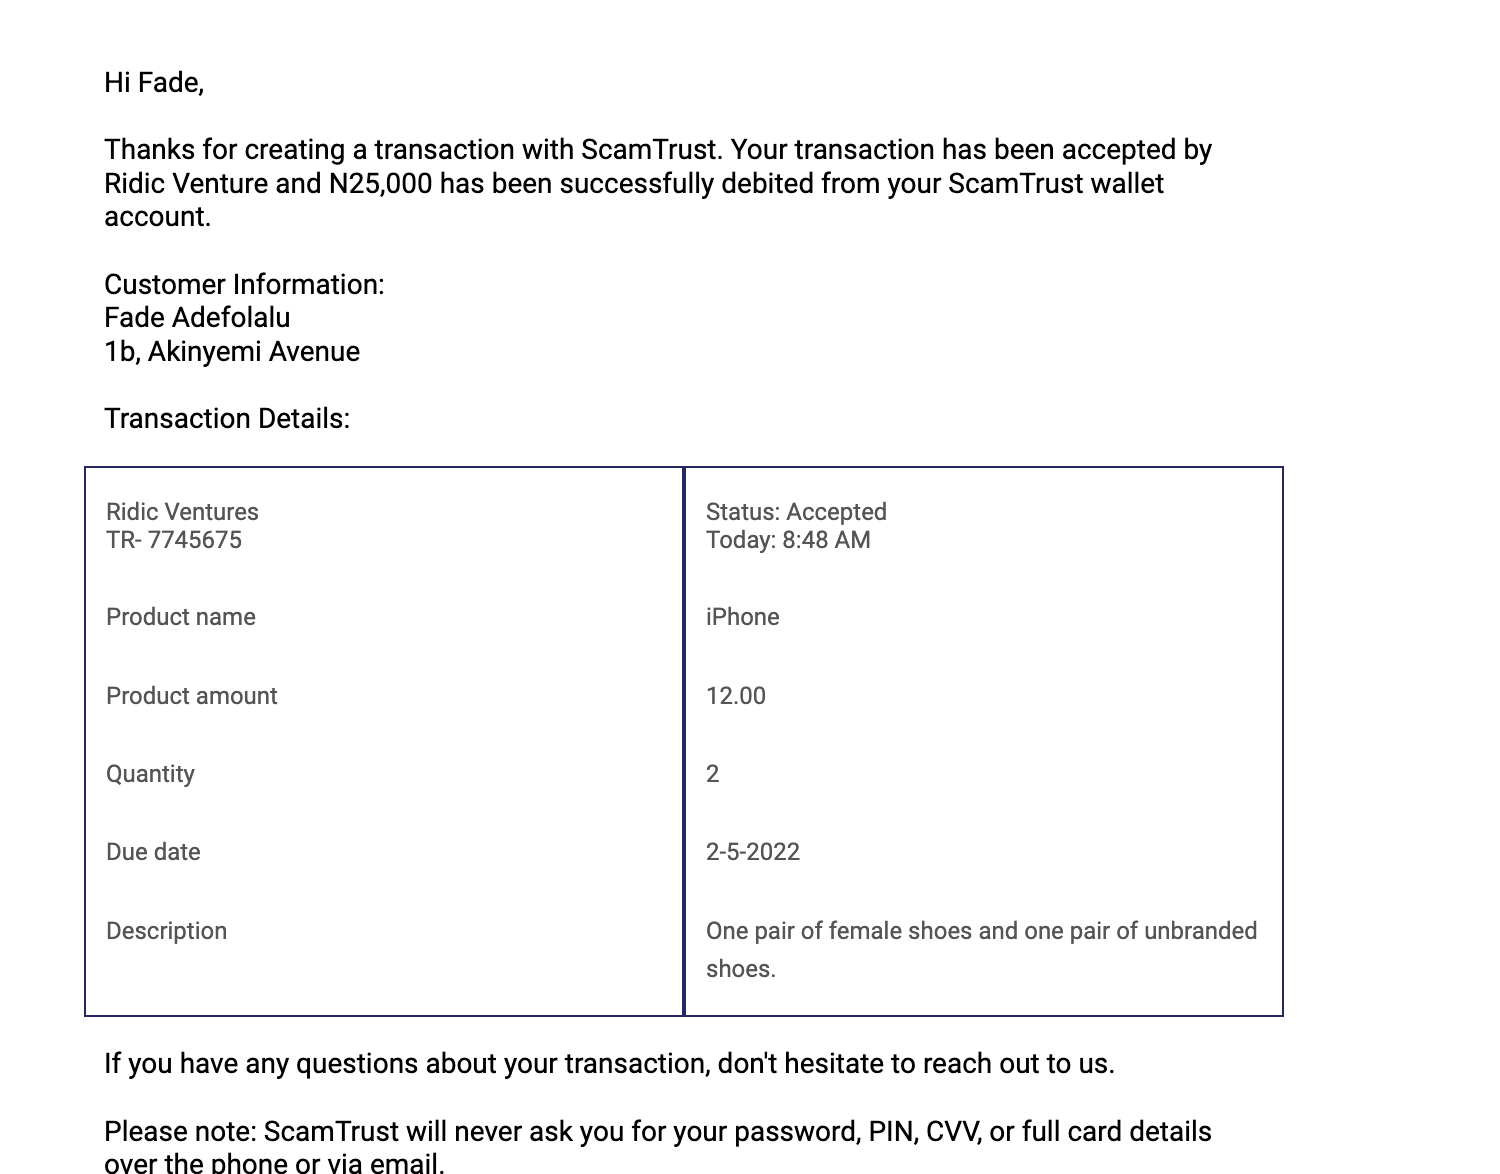 Hi Fade,
Thanks for creating a transaction with ScamTrust. Your transaction has been accepted by
Ridic Venture and N25,000 has been successfully debited from your ScamTrust wallet
account.
Customer Information:
Fade Adefolalu
1b, Akinyemi Avenue
Transaction Details:
Ridic Ventures
TR- 7745675
Status: Accepted
Today: 8:48 AM
Product name
iPhone
Product amount
12.00
Quantity
2
Due date
2-5-2022
Description
One pair of female shoes and one pair of unbranded
shoes.
If you have any questions about your transaction, don't hesitate to reach out to us.
Please note: ScamTrust will never ask you for your password, PIN, CVV, or full card details
over the phone or via email.